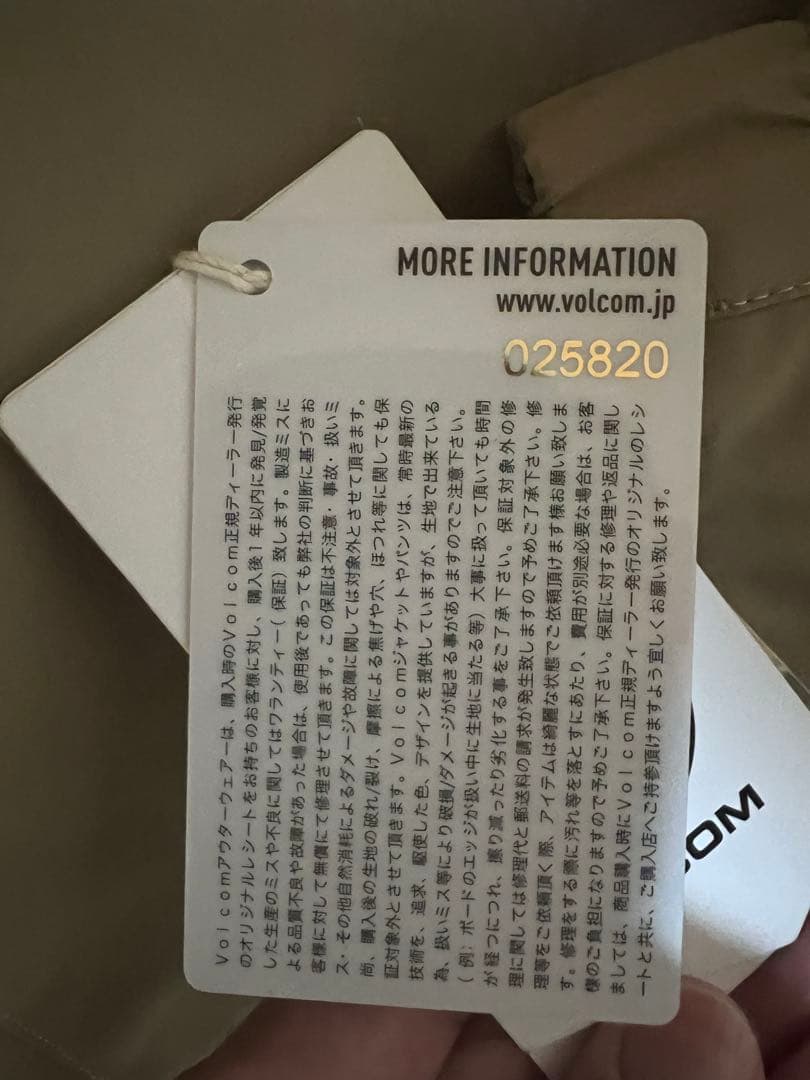 MORE INFORMATION
www.volcom.jp
025820
Volcomアウターウェアーは、購入時のVolcom正規ディーラー発行
のオリジナルレシートをお持ちのお客様に対し、購入後1年以内に発見/発覚
した生産のミスや不良に関してはワランティー(保証)致します。製造ミスに
よる品質不良や故障があった場合は、使用後であっても弊社の判断に基づきお
客様に対して無償にて修理させて頂きます。この保証は不注意・事故・扱いミ
ス・その他自然消耗によるダメージや故障に関しては対象外とさせて頂きます。
尚、購入後の生地の破れ/裂け、摩擦による焦げや穴、ほつれ等に関しても保
証対象外とさせて頂きます。Volcomジャケットやパンツは、常時最新の
技術を、追求、駆使した色、デザインを提供していますが、生地で出来ている
為、扱いミス等により破損/ダメージが起きる事がありますのでご注意下さい。
(例;ボードのエッジが扱い中に生地に当たる等)大事に扱って頂いても時間
が経つにつれ、擦り減ったり劣化する事をご了承下さい。保証対象外の修
理に関しては修理代と郵送料の請求が発生致しますので予めご了承下さい。修
理等をご依頼頂く際、アイテムは綺麗な状態でご依頼頂けます様お願い致しま
す。修理をする際に汚れ等を落とすにあたり、費用が別途必要な場合は、お客
様のご負担になりますので予めご了承下さい。保証に対する修理や返品に関し
ましては、商品購入時にVolcom正規ディーラー発行のオリジナルのレシ
ートと共に、ご購入店へご持参頂けますよう宜しくお願い致します。
COM